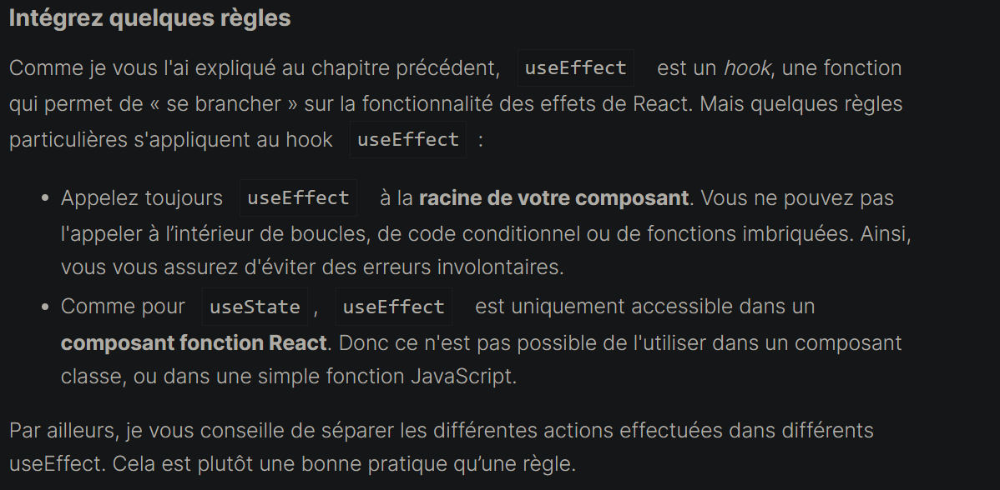 Intégrez quelques règles
Comme je vous l'ai expliqué au chapitre précédent, useEffect est un hook, une fonction
qui permet de « se brancher » sur la fonctionnalité des effets de React. Mais quelques règles
particulières s'appliquent au hook useEffect :
• Appelez toujours useEffect à la racine de votre composant. Vous ne pouvez pas
l'appeler à l’intérieur de boucles, de code conditionnel ou de fonctions imbriquées. Ainsi,
vous vous assurez d'éviter des erreurs involontaires.
• Comme pour useState , useEffect est uniquement accessible dans un
composant fonction React. Donc ce n'est pas possible de l'utiliser dans un composant
classe, ou dans une simple fonction JavaScript.
Par ailleurs, je vous conseille de séparer les différentes actions effectuées dans différents
useEffect. Cela est plutôt une bonne pratique qu’une règle.